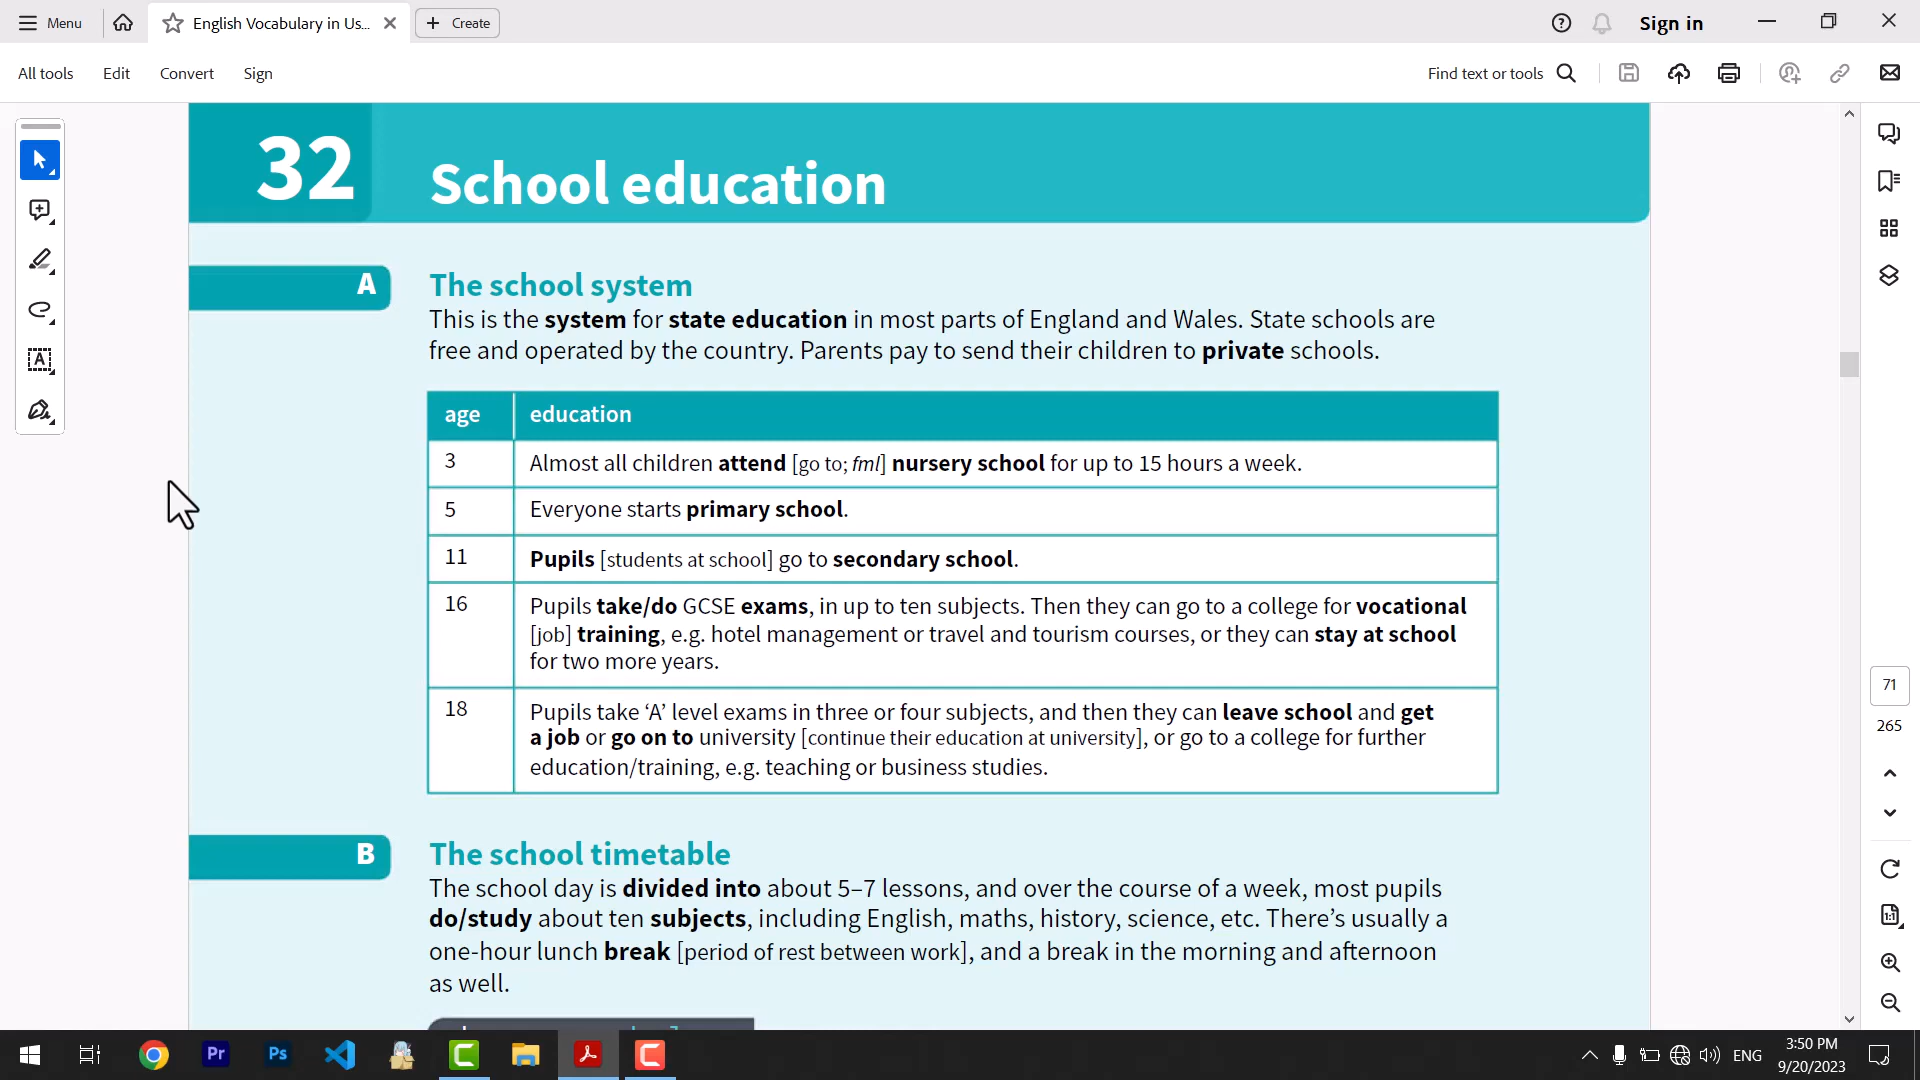 Menu
English Vocabulary in Us...
Create
Sign in
All tools
Edit
Convert
Sign
Find text or tools
32
School education
A
The school system
This is the system for state education in most parts of England and Wales. State schools are
free and operated by the country. Parents pay to send their children to private schools.
age education
3 Almost all children attend [go to; fml] nursery school for up to 15 hours a week.
5 Everyone starts primary school.
11 Pupils [students at school] go to secondary school.
16 Pupils take/do GCSE exams, in up to ten subjects. Then they can go to a college for vocational
[job] training, e.g. hotel management or travel and tourism courses, or they can stay at school
for two more years.
18 Pupils take ‘A’ level exams in three or four subjects, and then they can leave school and get
a job or go on to university [continue their education at university], or go to a college for further
education/training, e.g. teaching or business studies.
B
The school timetable
The school day is divided into about 5–7 lessons, and over the course of a week, most pupils
do/study about ten subjects, including English, maths, history, science, etc. There’s usually a
one-hour lunch break [period of rest between work], and a break in the morning and afternoon
as well.
71
265
1:1
Pr
Ps
ENG
3:50 PM
9/20/2023